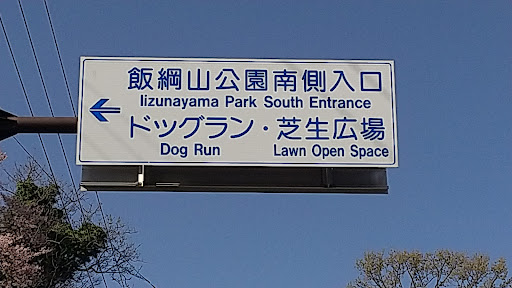 飯綱山公園南側入口
Iizunayama Park South Entrance
ドッグラン・芝生広場
Dog Run Lawn Open Space